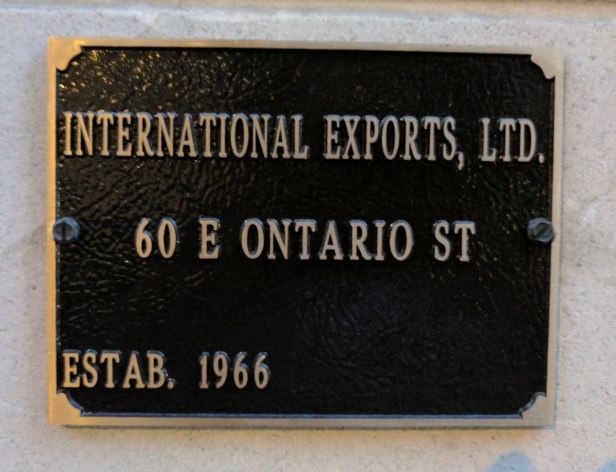 INTERNATIONAL EXPORTS, LTD.
60 E ONTARIO ST
ESTAB. 1966